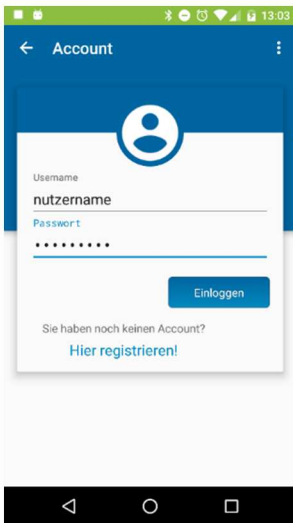 13:03
Account
Username
nutzername
Passwort
•••••••••
Einloggen
Sie haben noch keinen Account?
Hier registrieren!